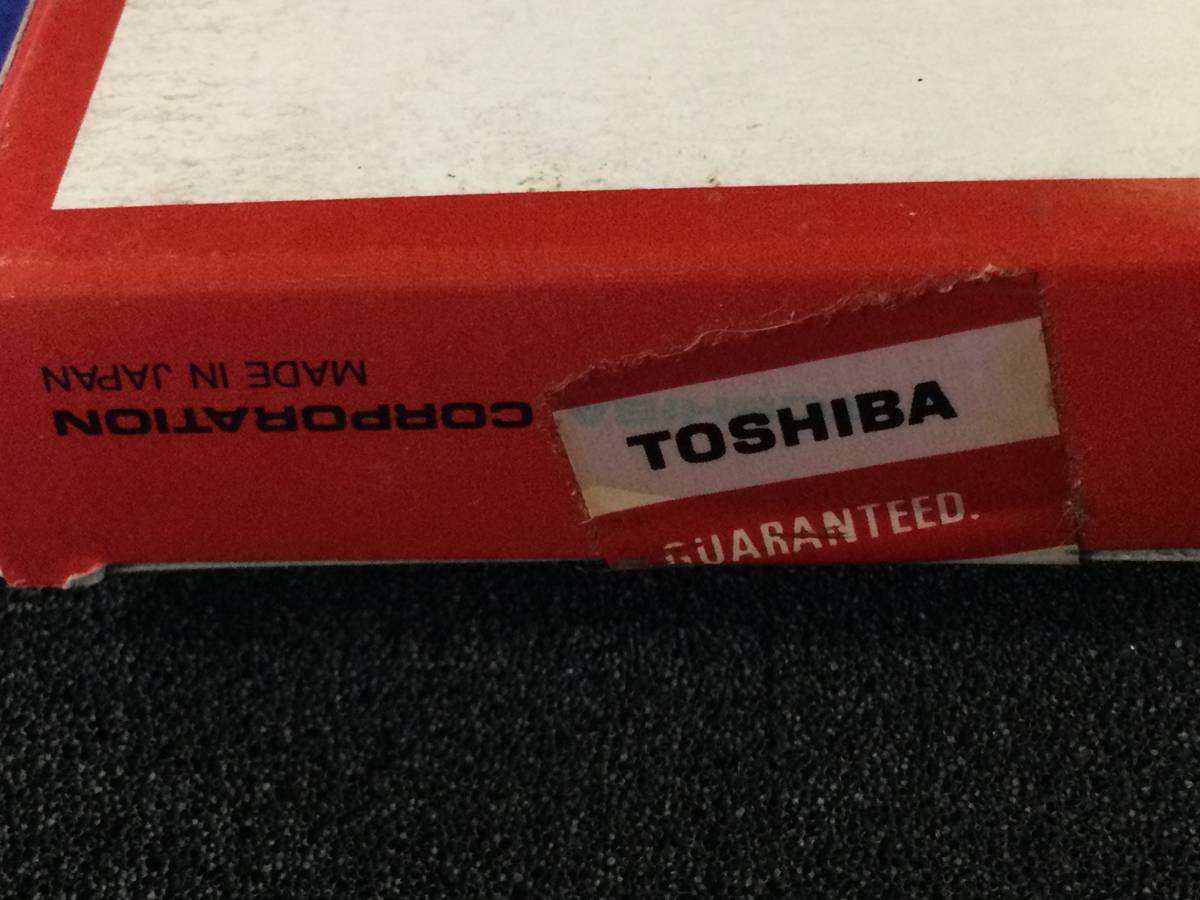 CORPORATION
MADE IN JAPAN
TOSHIBA
GUARANTEED.